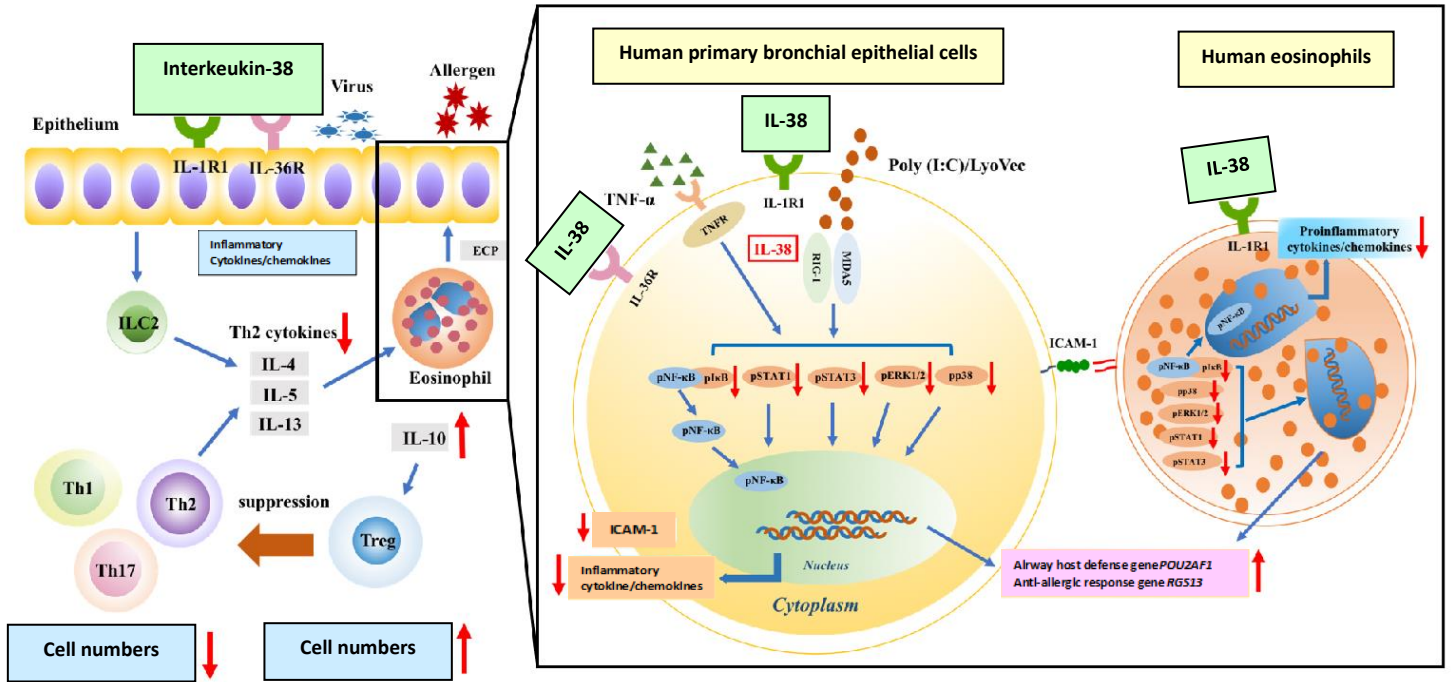 Interkeukin-38
Virus
Allergen
Epithelium
IL-1R1
IL-36R
Inflammatory
Cytokines/chemokines
ECP
ILC2
Th2 cytokines
IL-4
IL-5
IL-13
Eosinophil
IL-10
Th1
Th2
Th17
suppression
Treg
Cell numbers
Cell numbers
Human primary bronchial epithelial cells
IL-38
Poly (I:C)/LyoVec
TNF-α
TNFR
IL-1R1
IL-38
IL-36R
IL-38
RIG-1
MDA5
pNF-κB
pIκB
pSTAT1
pSTAT3
pERK1/2
pp38
pNF-κB
pNF-κB
ICAM-1
Inflammatory
cytokine/chemokines
Nucleus
Cytoplasm
Human eosinophils
IL-38
IL-1R1
Proinflammatory
cytokines/chemokines
pNF-κB
ICAM-1
pNF-κB
pIκB
pp38
pERK1/2
pSTAT1
pSTAT3
Airway host defense gene POU2AF1
Anti-allergic response gene RGS13